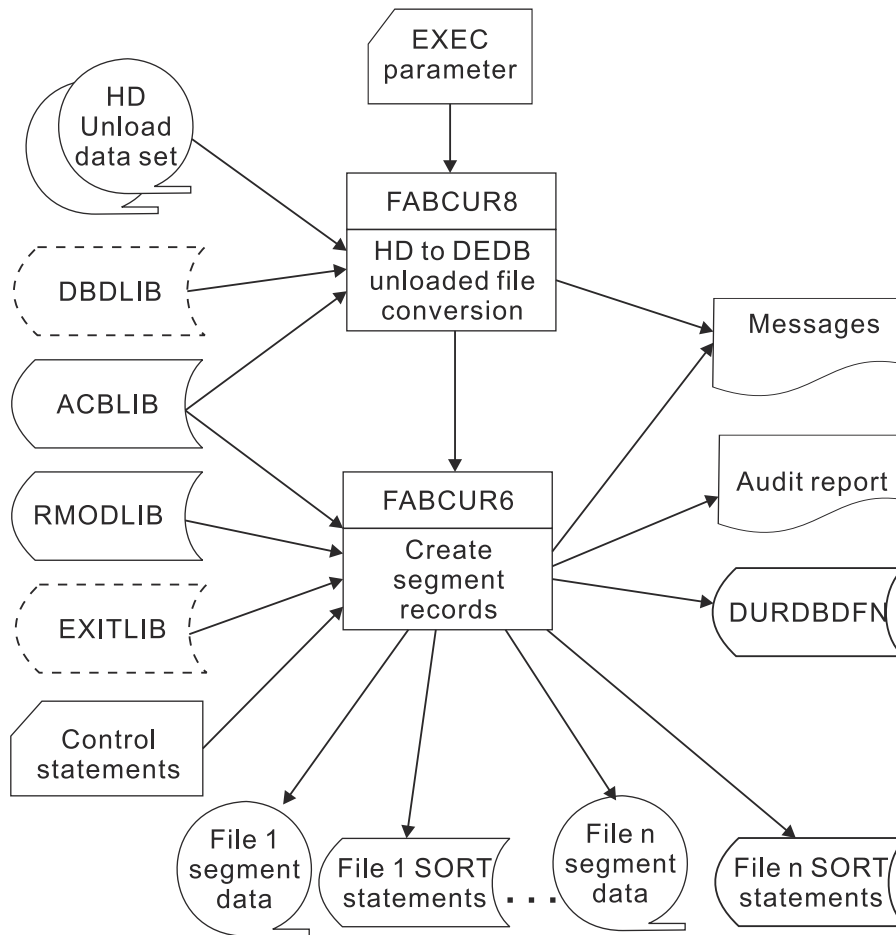 EXEC
parameter
HD
Unload
data set
FABCUR8
HD to DEDB
unloaded file
conversion
DBDLIB
Messages
ACBLIB
Audit report
RMODLIB
FABCUR6
Create
segment
records
EXITLIB
DURDBDFN
Control
statements
File 1
segment
data
File 1 SORT
statements
...
File n
segment
data
File n SORT
statements